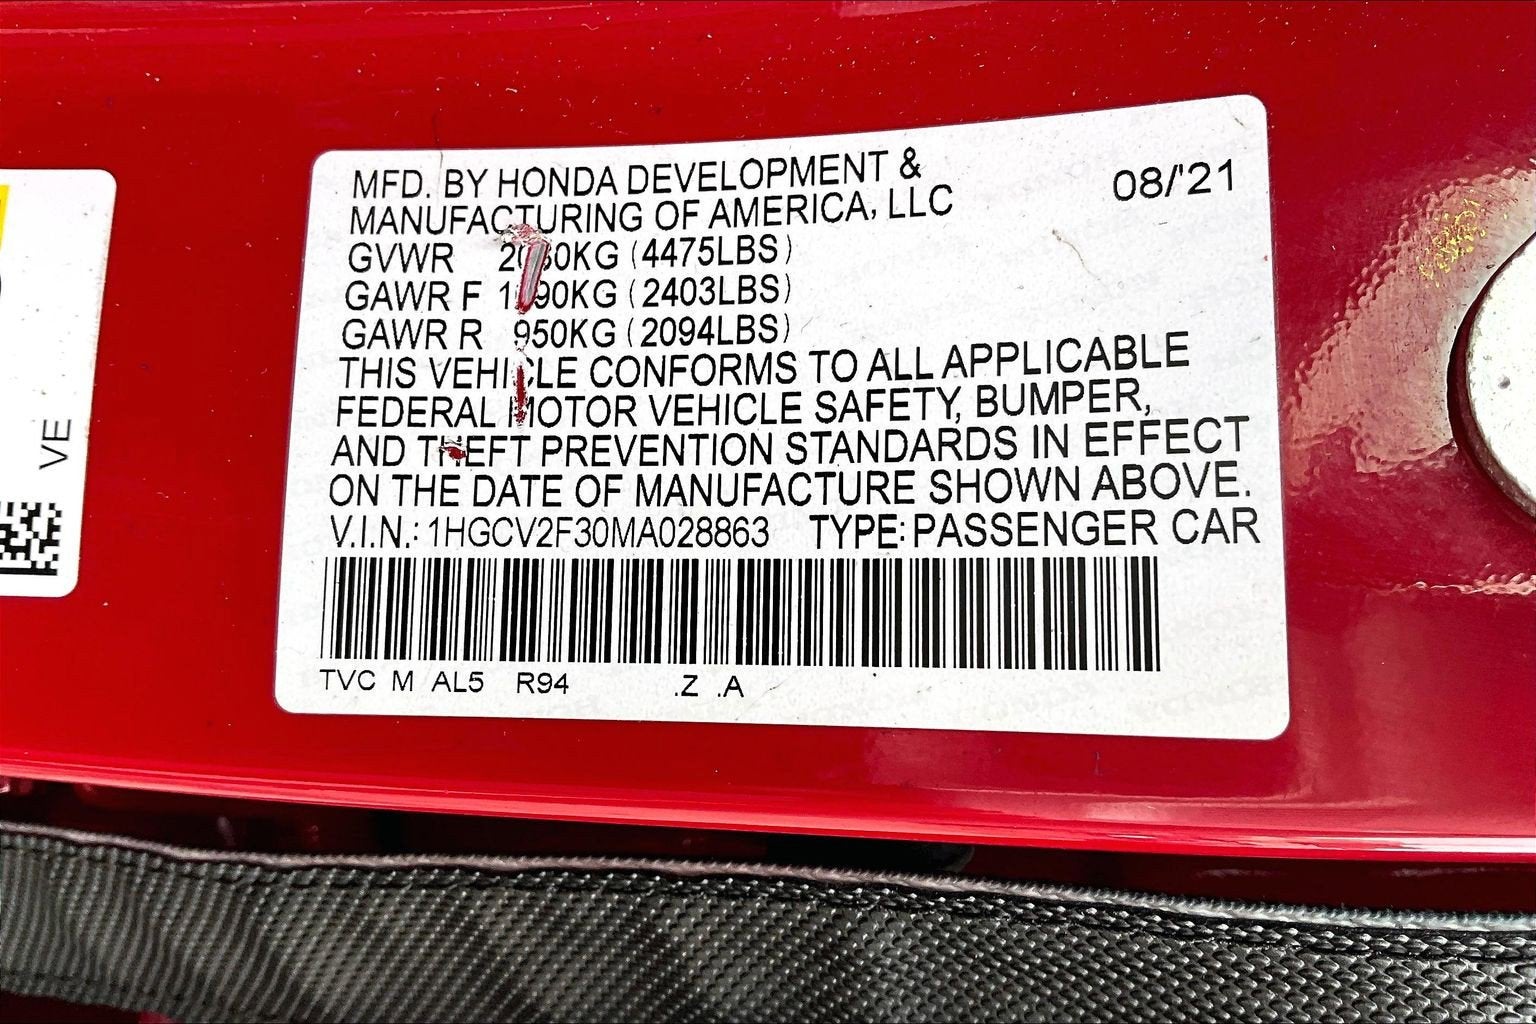 VE
MFD. BY HONDA DEVELOPMENT &
08/'21
MANUFACTURING OF AMERICA, LLC
GVWR (4475LBS)
GAWR F (2403LBS)
GAWR R 950KG (2094LBS)
THIS VEHICLE CONFORMS TO ALL APPLICABLE
FEDERAL MOTOR VEHICLE SAFETY, BUMPER,
AND THEFT PREVENTION STANDARDS IN EFFECT
ON THE DATE OF MANUFACTURE SHOWN ABOVE.
V.I.N.: 1HGCV2F30MA028863 TYPE: PASSENGER CAR
TVC M AL5 R94 .Z .A